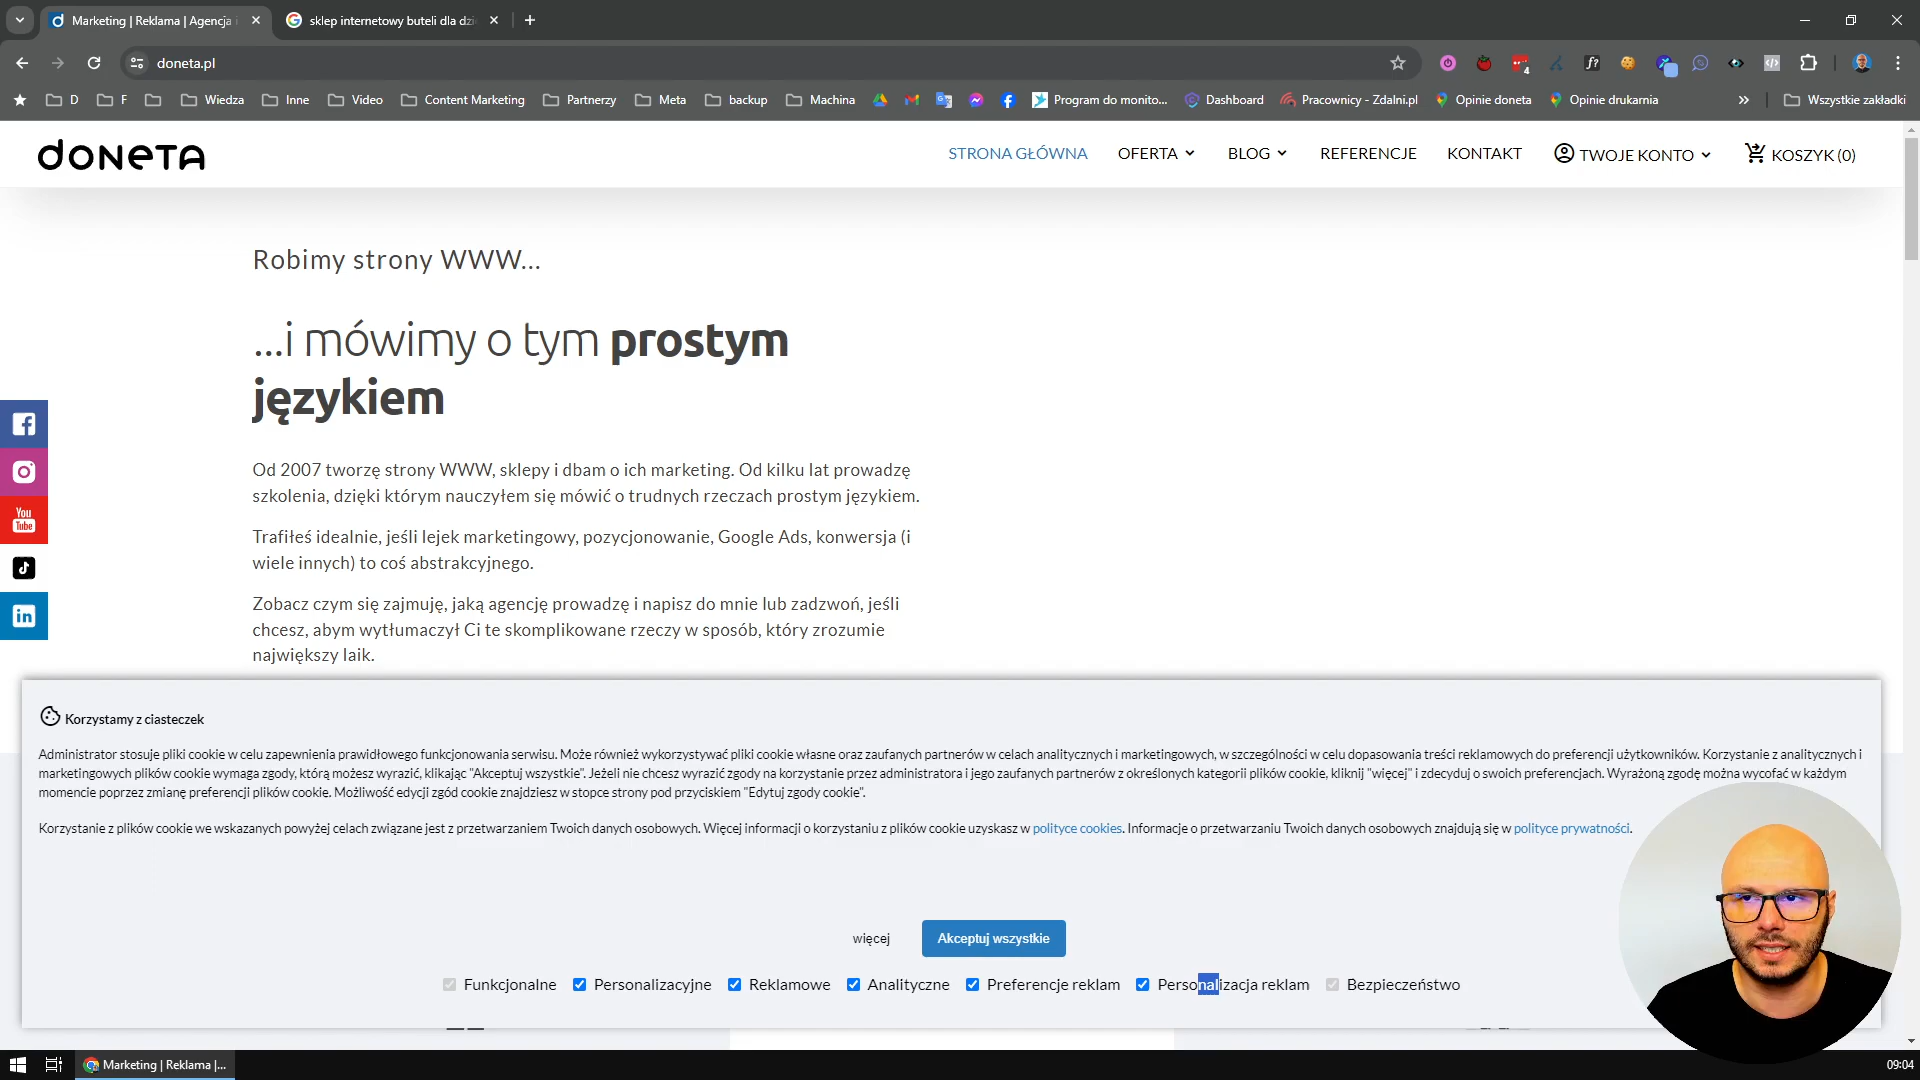 Marketing | Reklama | Agencja
sklep internetowy buteli dla dzi
doneta.pl
D
F
Wiedza
Inne
Video
Content Marketing
Partnerzy
Meta
backup
Machina
Program do monito...
Dashboard
Pracownicy - Zdalni.pl
Opinie doneta
Opinie drukarnia
Wszystkie zakładki
DONETA
STRONA GŁÓWNA
OFERTA
BLOG
REFERENCJE
KONTAKT
TWOJE KONTO
KOSZYK (0)
Robimy strony WWW...
...i mówimy o tym prostym
językiem
Od 2007 tworzę strony WWW, sklepy i dbam o ich marketing. Od kilku lat prowadzę
szkolenia, dzięki którym nauczyłem się mówić o trudnych rzeczach prostym językiem.
Trafiłeś idealnie, jeśli lejek marketingowy, pozycjonowanie, Google Ads, konwersja (i
wiele innych) to coś abstrakcyjnego.
Zobacz czym się zajmuję, jaką agencję prowadzę i napisz do mnie lub zadzwoń, jeśli
chcesz, abym wytłumaczył Ci te skomplikowane rzeczy w sposób, który zrozumie
największy laik.
You
Tube
Korzystamy z ciasteczek
Administrator stosuje pliki cookie w celu zapewnienia prawidłowego funkcjonowania serwisu. Może również wykorzystywać pliki cookie własne oraz zaufanych partnerów w celach analitycznych i marketingowych, w szczególności w celu dopasowania treści reklamowych do preferencji użytkowników. Korzystanie z analitycznych i
marketingowych plików cookie wymaga zgody, którą możesz wyrazić, klikając "Akceptuj wszystkie". Jeżeli nie chcesz wyrazić zgody na korzystanie przez administratora i jego zaufanych partnerów z określonych kategorii plików cookie, kliknij "więcej" i zdecyduj o swoich preferencjach. Wyrażoną zgodę można wycofać w każdym
momencie poprzez zmianę preferencji plików cookie. Możliwość edycji zgód cookie znajdziesz w stopce strony pod przyciskiem "Edytuj zgody cookie".
Korzystanie z plików cookie we wskazanych powyżej celach związane jest z przetwarzaniem Twoich danych osobowych. Więcej informacji o korzystaniu z plików cookie uzyskasz w polityce cookies. Informacje o przetwarzaniu Twoich danych osobowych znajdują się w polityce prywatności.
więcej
Akceptuj wszystkie
Funkcjonalne
Personalizacyjne
Reklamowe
Analityczne
Preferencje reklam
Personalizacja reklam
Bezpieczeństwo
Marketing | Reklama |...
09:04